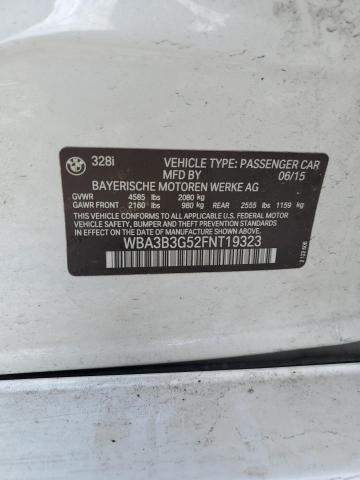 BMW
328i
VEHICLE TYPE: PASSENGER CAR
MFD BY 06/15
BAYERISCHE MOTOREN WERKE AG
GVWR 4585 lbs 2080 kg
GAWR FRONT 2160 lbs 980 kg REAR 2555 lbs 1159 kg
THIS VEHICLE CONFORMS TO ALL APPLICABLE U.S. FEDERAL MOTOR
VEHICLE SAFETY, BUMPER AND THEFT PREVENTION STANDARDS IN
EFFECT ON THE DATE OF MANUFACTURE SHOWN ABOVE.
WBA3B3G52FNT19323